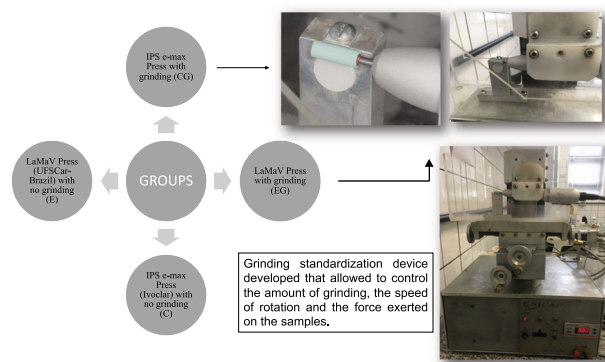 IPS e-max
Press with
grinding (CG)
LaMaV Press
(UFSCar-
Brazil) with
no grinding
(E)
GROUPS
LaMaV Press
with grinding
(EG)
IPS e-max
Press
(Ivoclar) with
no grinding
(C)
Grinding standardization device
developed that allowed to control
the amount of grinding, the speed
of rotation and the force exerted
on the samples.